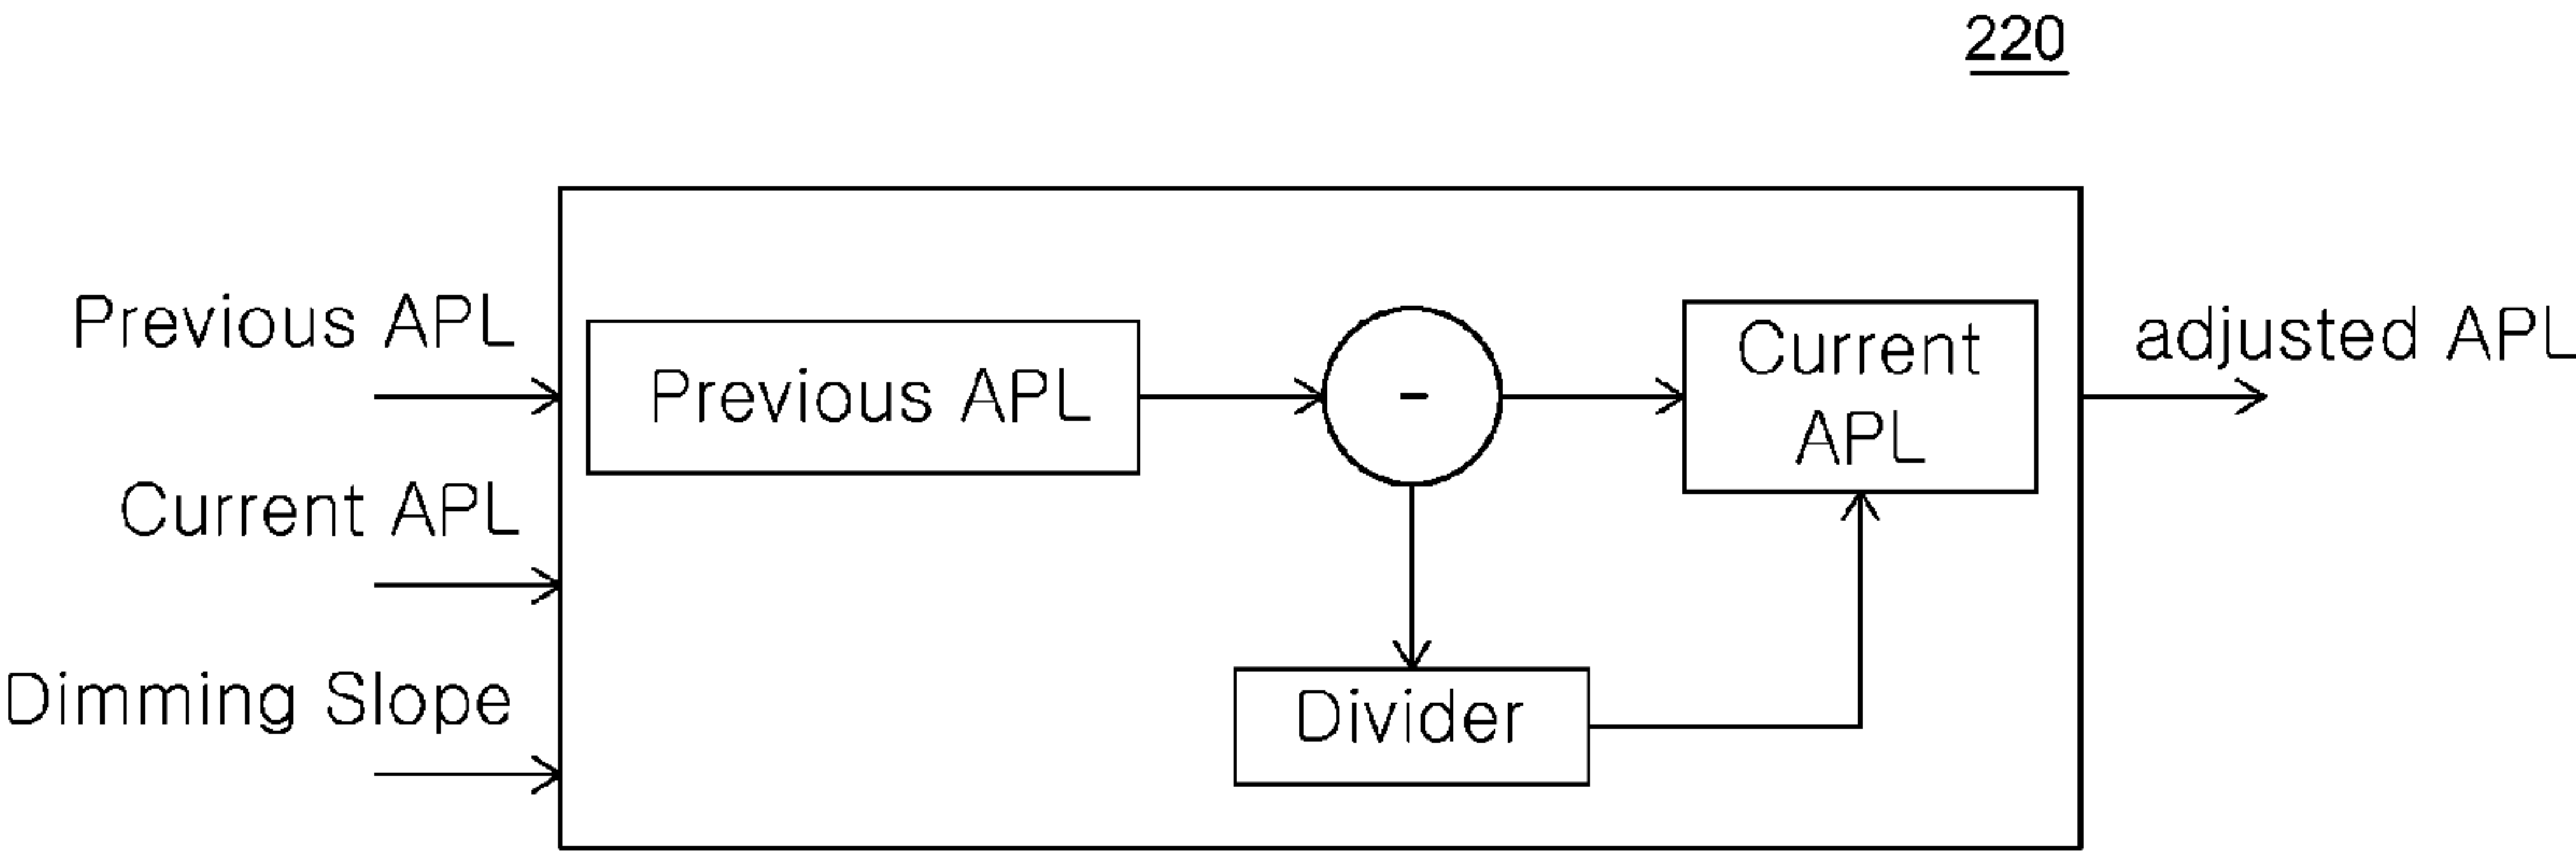 220
Previous APL
Current APL
Dimming Slope
Previous APL
-
Current
APL
Divider
adjusted APL